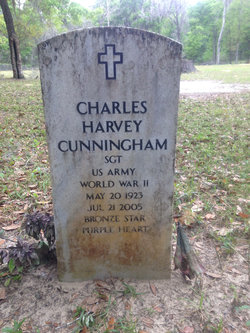 CHARLES
HARVEY
CUNNINGHAM
SGT
US ARMY
WORLD WAR II
MAY 20 1923
JUL 21 2005
BRONZE STAR
PURPLE HEART